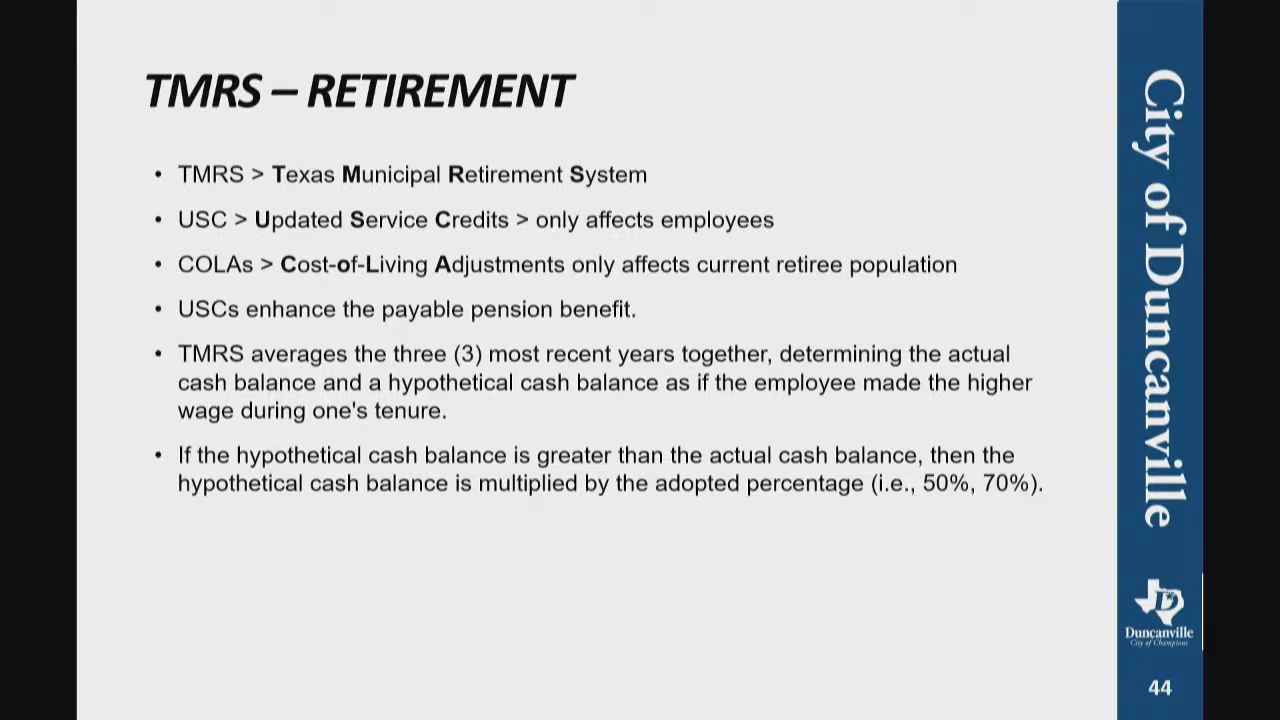 TMRS – RETIREMENT
• TMRS > Texas Municipal Retirement System
• USC > Updated Service Credits > only affects employees
• COLAs > Cost-of-Living Adjustments only affects current retiree population
• USCs enhance the payable pension benefit.
• TMRS averages the three (3) most recent years together, determining the actual
cash balance and a hypothetical cash balance as if the employee made the higher
wage during one's tenure.
• If the hypothetical cash balance is greater than the actual cash balance, then the
hypothetical cash balance is multiplied by the adopted percentage (i.e., 50%, 70%).
City of Duncanville
D
Duncanville
City of Champions
44